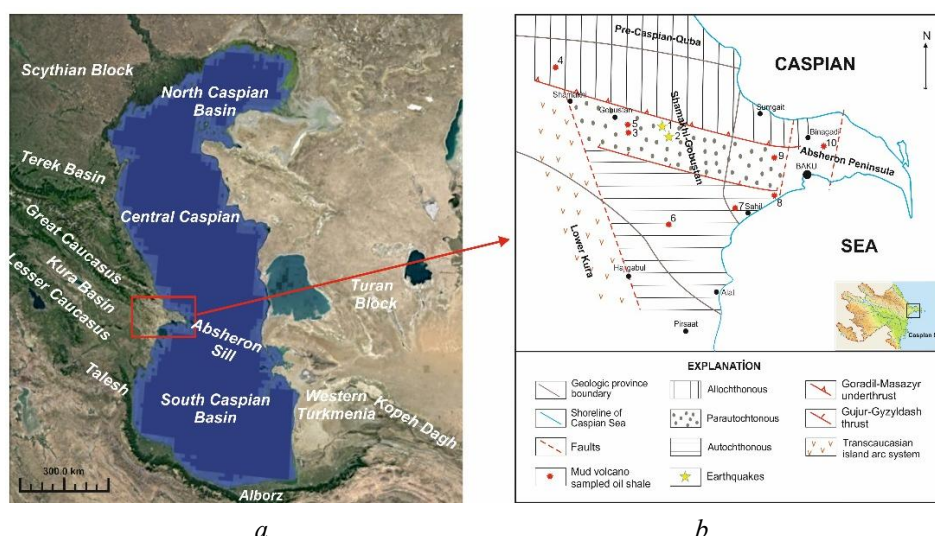 Scythian Block
North Caspian
Basin
Terek Basin
Central Caspian
Great Caucasus
Kura Basin
Lesser Caucasus
Turan
Block
Absheron
Sill
Talesh
South Caspian
Basin
Western
Turkmenia
Kopeh Dagh
300.0 km
Alborz
a
Pre-Caspian-Quba
N
CASPIAN
4
Shamakhi
Gobustan
Shamakhi-Gobustan
Sumgait
5
3
1
2
Binagadi
10
9
Absheron Peninsula
BAKU
8
7
Sahil
6
SEA
Lower Kura
Hajigabul
Alat
Pirsaat
EXPLANATİON
Geologic province
boundary
Shoreline of
Caspian Sea
Faults
Mud volcano
sampled oil shale
Allochthonous
Parautochtonous
Autochthonous
Earthquakes
Goradil-Masazyr
underthrust
Gujur-Gyzyldash
thrust
Transcaucasian
island arc system
b